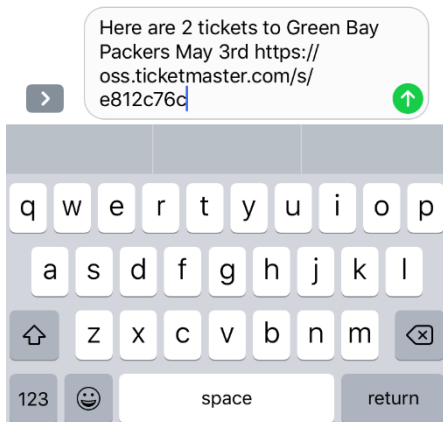 Here are 2 tickets to Green Bay
Packers May 3rd https://
oss.ticketmaster.com/s/
e812c76c
q w e r t y u i o p
a s d f g h j k l
z x c v b n m
123 space return